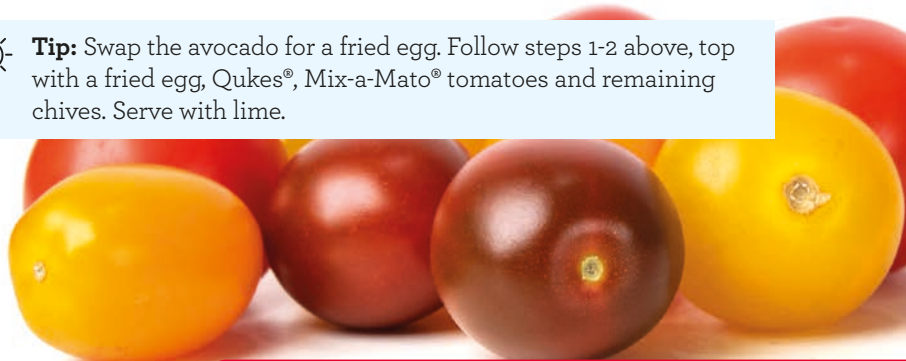 Tip: Swap the avocado for a fried egg. Follow steps 1-2 above, top
with a fried egg, Qukes®, Mix-a-Mato® tomatoes and remaining
chives. Serve with lime.